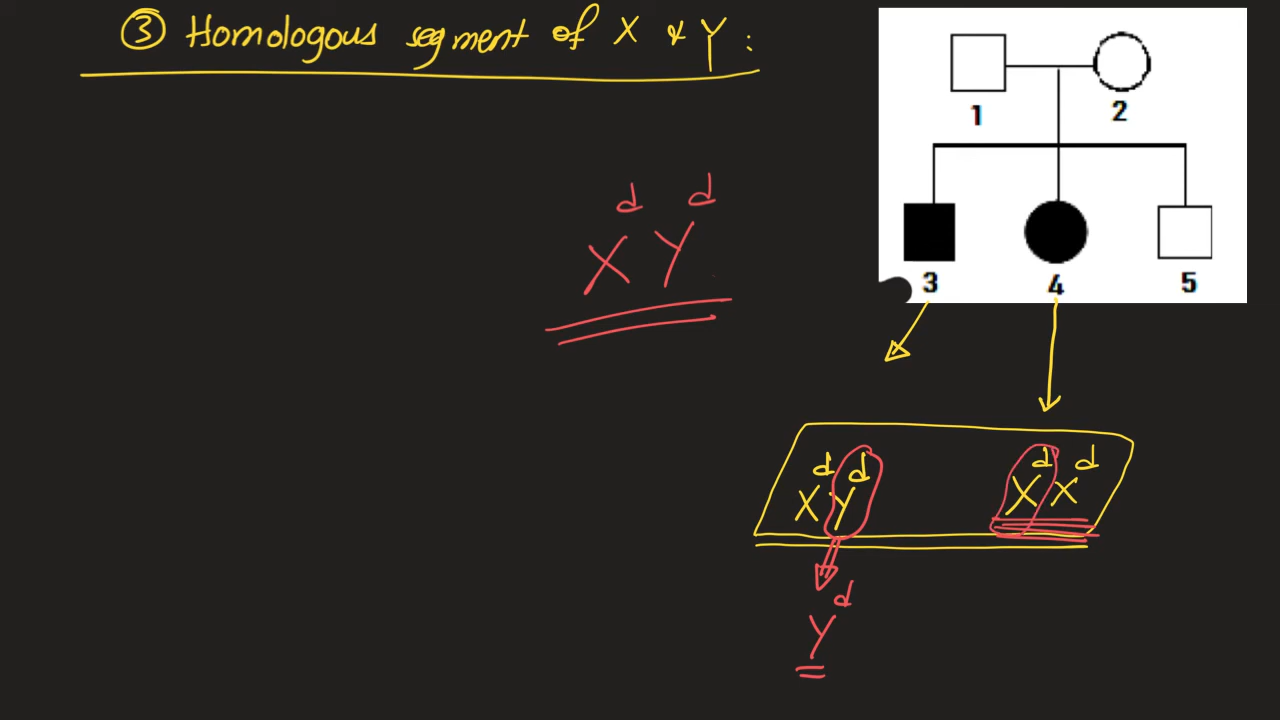 ③ Homologous segment of X & Y :
1 2
d d
X Y
3 4 5
d d d d
X Y X X
d
Y